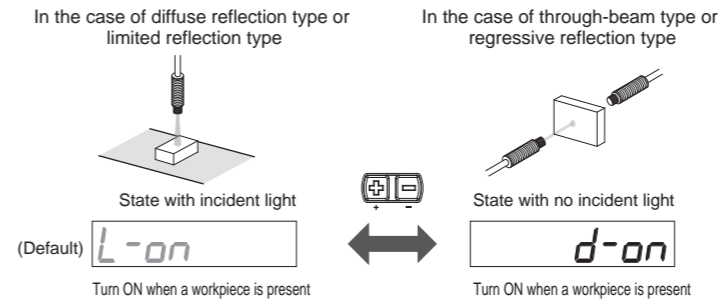 In the case of diffuse reflection type or
limited reflection type
In the case of through-beam type or
regressive reflection type
State with incident light
+ −
+ −
State with no incident light
(Default)
L-on
d-on
Turn ON when a workpiece is present
Turn ON when a workpiece is present